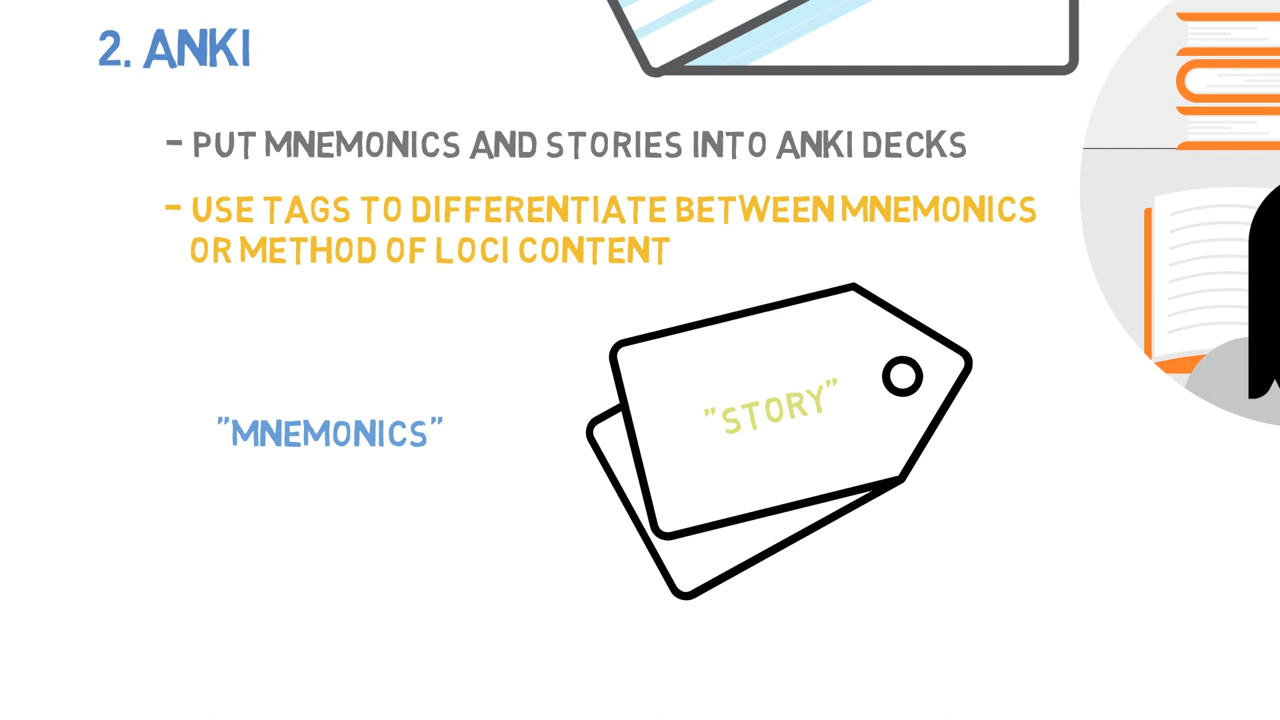 2. ANKI
- PUT MNEMONICS AND STORIES INTO ANKI DECKS
- USE TAGS TO DIFFERENTIATE BETWEEN MNEMONICS
OR METHOD OF LOCI CONTENT
"STORY"
"MNEMONICS"